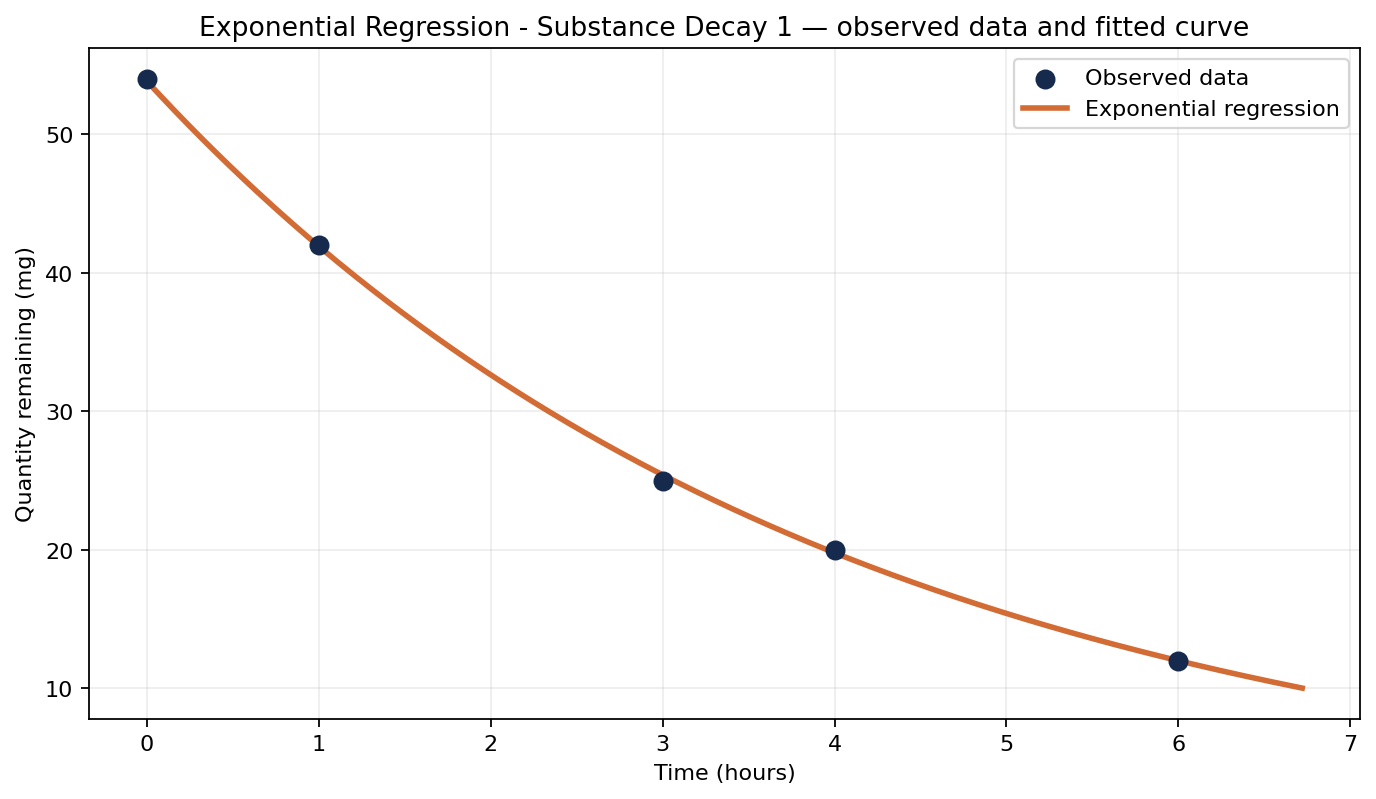 Exponential Regression - Substance Decay 1 — observed data and fitted curve
Observed data
Exponential regression
Quantity remaining (mg)
50
40
30
20
10
0 1 2 3 4 5 6 7
Time (hours)